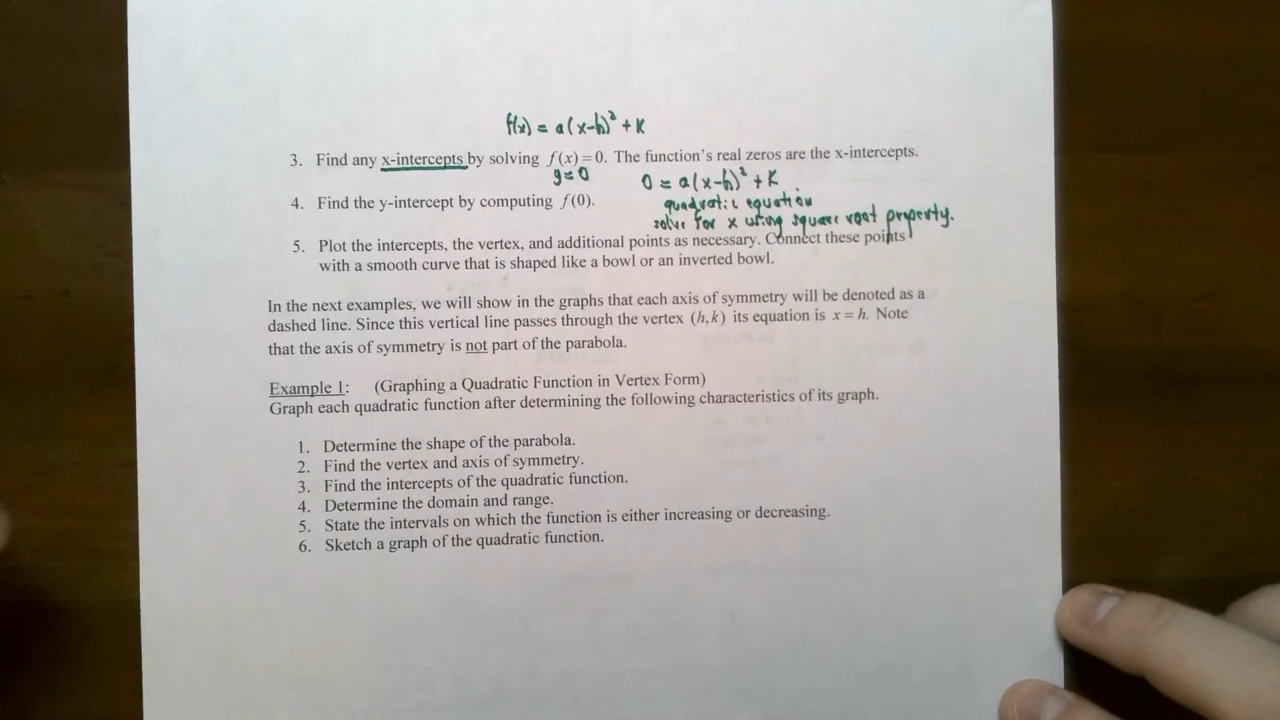 f(x) = a(x-h)² + k
3. Find any x-intercepts by solving f(x) = 0. The function's real zeros are the x-intercepts.
y = 0 0 = a(x-h)² + k
4. Find the y-intercept by computing f(0).
quadratic equation
solve for x using square root property.
5. Plot the intercepts, the vertex, and additional points as necessary. Connect these points
with a smooth curve that is shaped like a bowl or an inverted bowl.
In the next examples, we will show in the graphs that each axis of symmetry will be denoted as a
dashed line. Since this vertical line passes through the vertex (h,k) its equation is x = h. Note
that the axis of symmetry is not part of the parabola.
Example 1: (Graphing a Quadratic Function in Vertex Form)
Graph each quadratic function after determining the following characteristics of its graph.
1. Determine the shape of the parabola.
2. Find the vertex and axis of symmetry.
3. Find the intercepts of the quadratic function.
4. Determine the domain and range.
5. State the intervals on which the function is either increasing or decreasing.
6. Sketch a graph of the quadratic function.